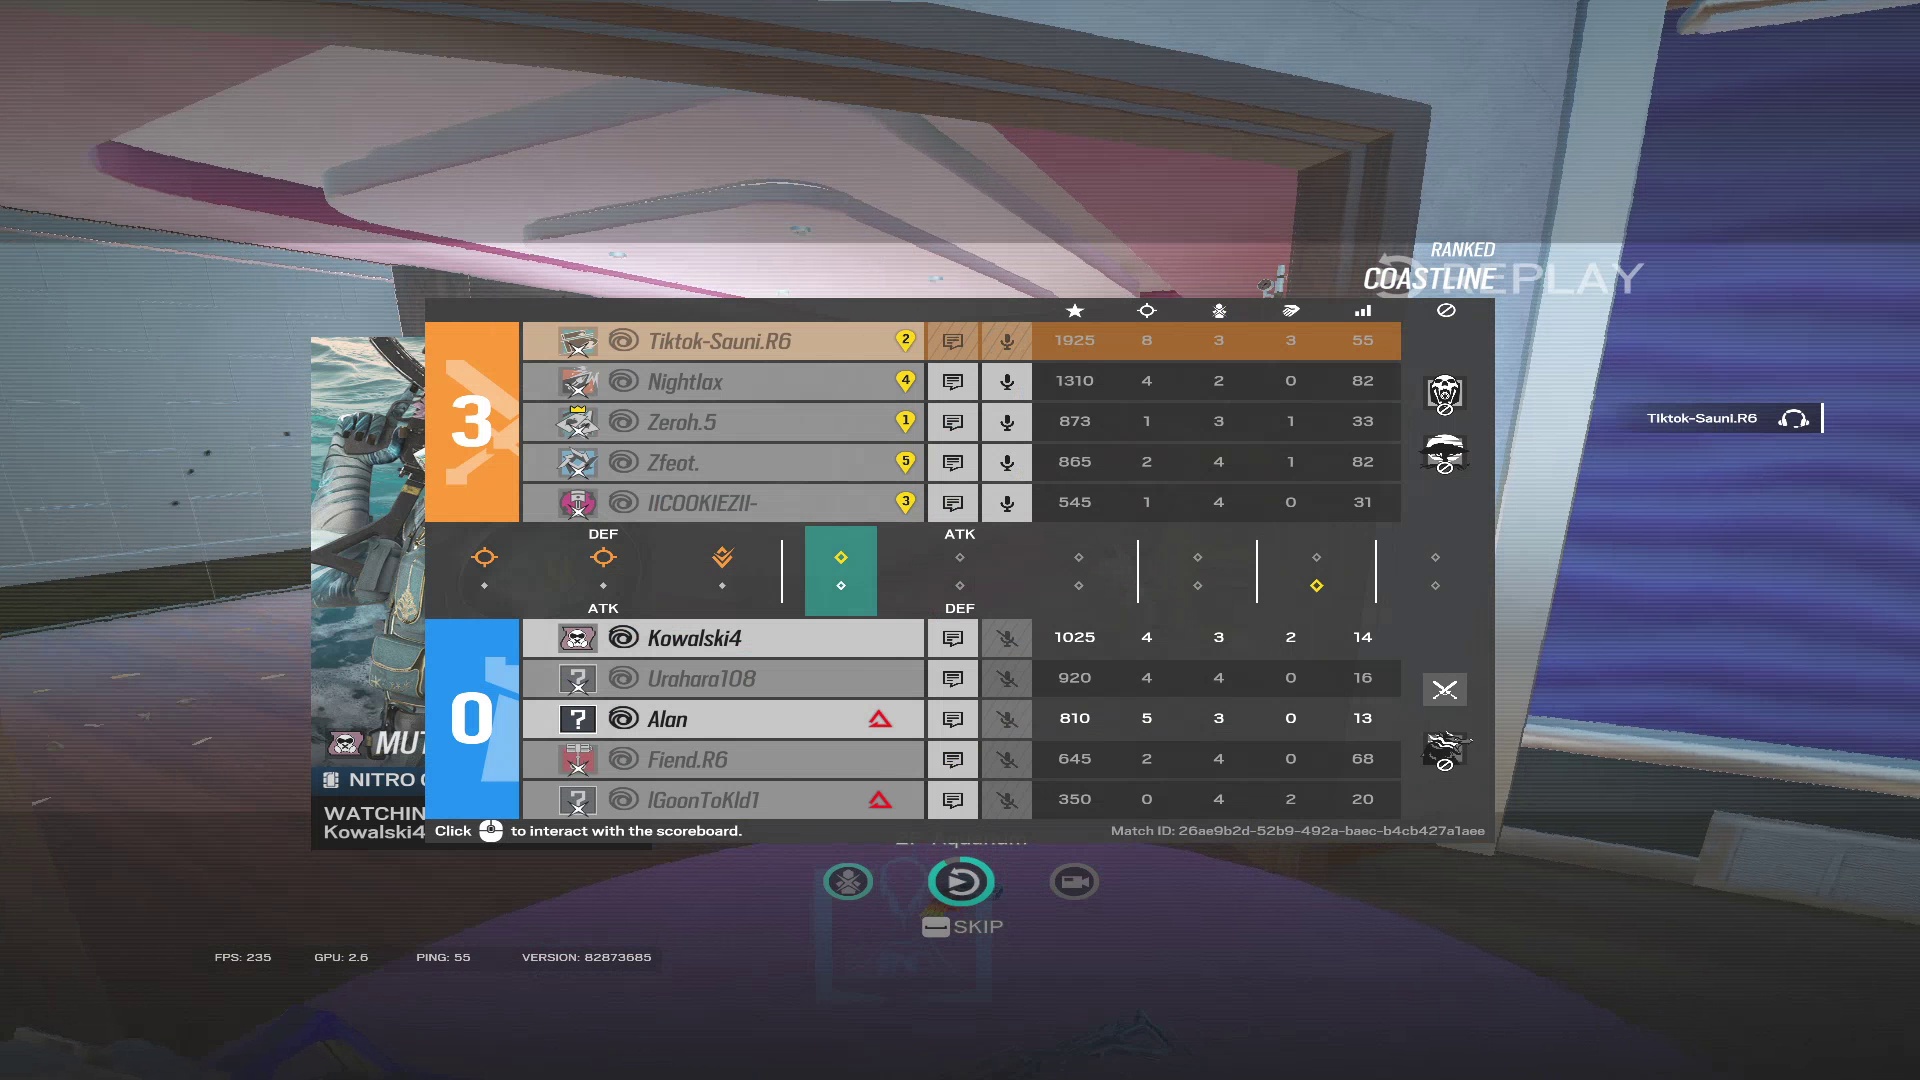 RANKED
COASTLINE
REPLAY
3
Tiktok-Sauni.R6 2 1925 8 3 3 55
Nightlax 4 1310 4 2 0 82
Zeroh.5 1 873 1 3 1 33
Zfeot. 5 865 2 4 1 82
IICOOKIEZII- 3 545 1 4 0 31
Tiktok-Sauni.R6
DEF ATK
ATK DEF
0
Kowalski4 1025 4 3 2 14
Urahara108 920 4 4 0 16
? Alan 810 5 3 0 13
Fiend.R6 645 2 4 0 68
IGoonToKId1 350 0 4 2 20
MUT
NITRO C
WATCHIN
Kowalski4
Click to interact with the scoreboard.
Match ID: 26ae9b2d-52b9-492a-baec-b4cb427a1aee
2F Aquarium
SKIP
FPS: 235 GPU: 2.6 PING: 55 VERSION: 82873685